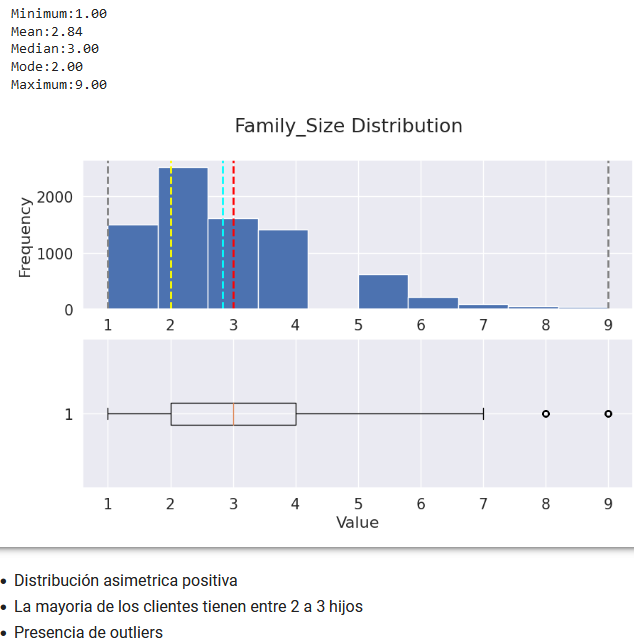 Minimum:1.00
Mean:2.84
Median:3.00
Mode:2.00
Maximum:9.00
Family_Size Distribution
Frequency
2000
1000
0
1 2 3 4 5 6 7 8 9
1
1 2 3 4 5 6 7 8 9
Value
• Distribución asimetrica positiva
• La mayoria de los clientes tienen entre 2 a 3 hijos
• Presencia de outliers